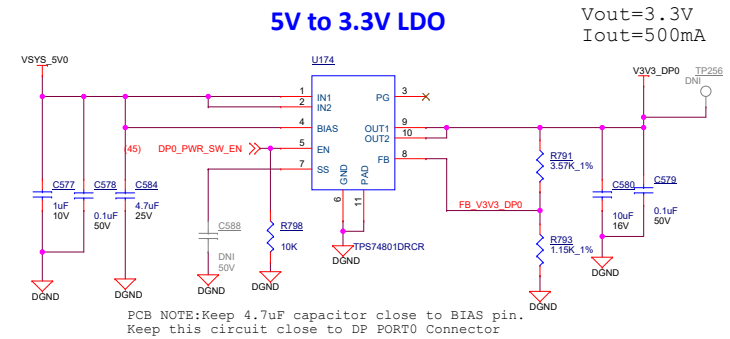 5V to 3.3V LDO
Vout=3.3V
Iout=500mA
VSYS_5V0
U174
V3V3_DP0
TP256
DNI
1
IN1
PG
3
2
IN2
4
BIAS
OUT1
9
OUT2
10
(45)
DP0_PWR_SW_EN
5
EN
FB
8
7
SS
GND
PAD
6
11
R791
3.57K_1%
C577
1uF
10V
C578
0.1uF
50V
C584
4.7uF
25V
C588
DNI
50V
R798
10K
TPS74801DRCR
FB_V3V3_DP0
C580
10uF
16V
C579
0.1uF
50V
R793
1.15K_1%
DGND
DGND
DGND
DGND
DGND
DGND
DGND
PCB NOTE:Keep 4.7uF capacitor close to BIAS pin.
Keep this circuit close to DP PORT0 Connector